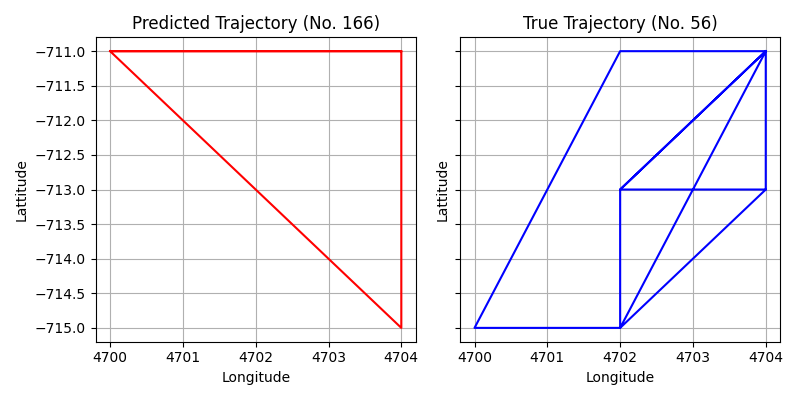 Predicted Trajectory (No. 166)
True Trajectory (No. 56)
−711.0
−711.5
−712.0
−712.5
−713.0
−713.5
−714.0
−714.5
−715.0
Lattitude
Lattitude
4700 4701 4702 4703 4704
4700 4701 4702 4703 4704
Longitude
Longitude